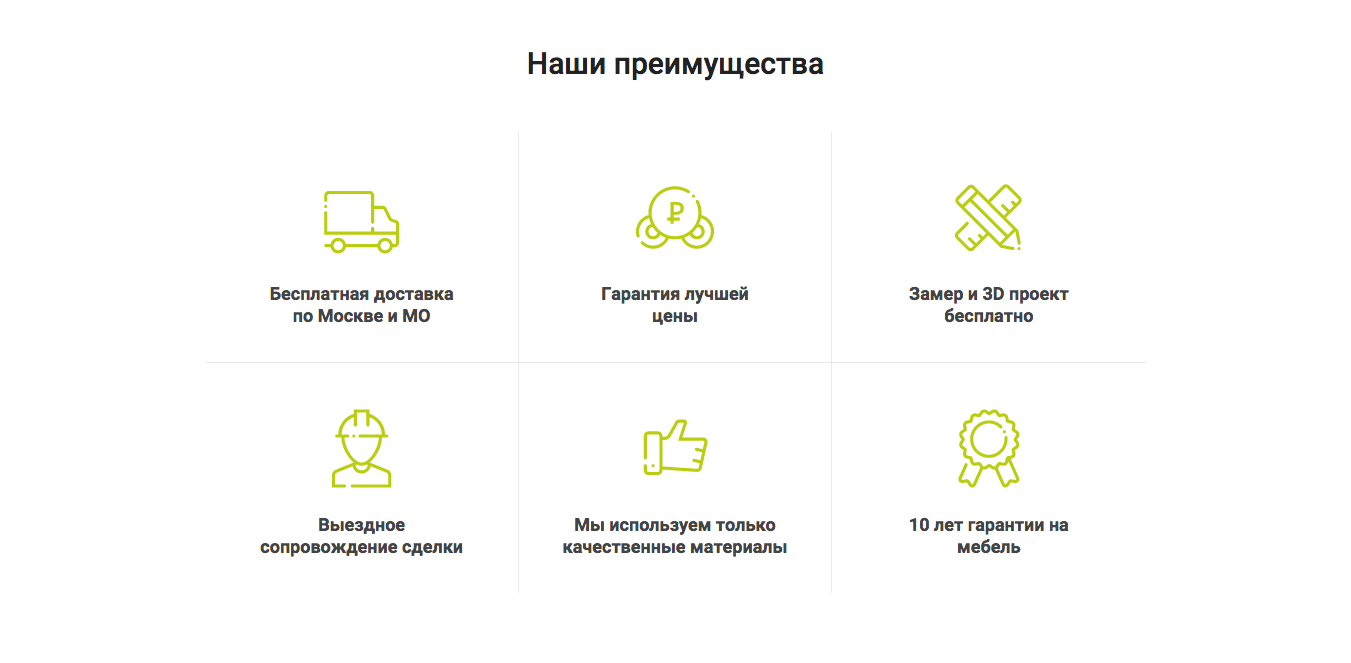 Наши преимущества
Бесплатная доставка
по Москве и МО
Гарантия лучшей
цены
Замер и 3D проект
бесплатно
Выездное
сопровождение сделки
Мы используем только
качественные материалы
10 лет гарантии на
мебель